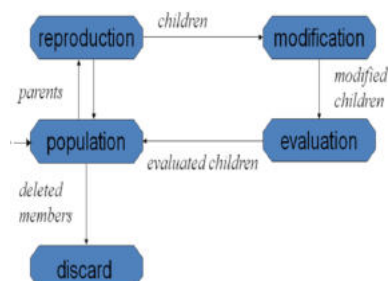 reproduction
children
modification
parents
modified
children
population
evaluated children
evaluation
deleted
members
discard